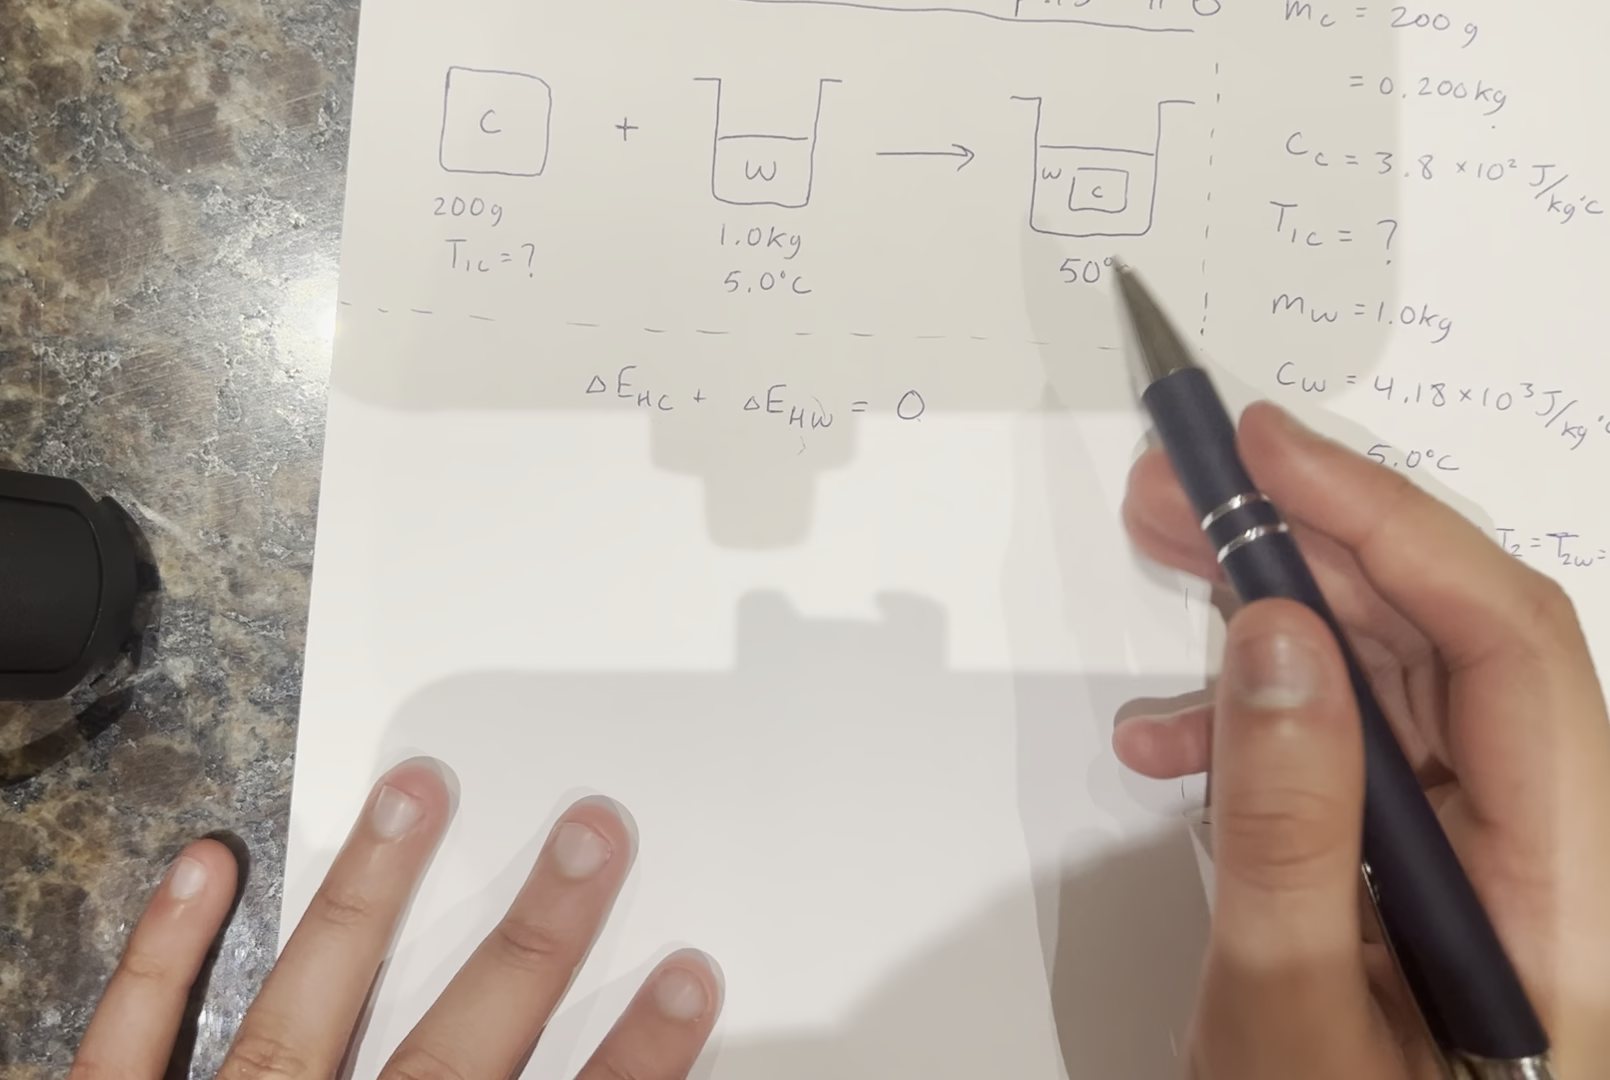 mc = 200g
= 0.200kg
C + W → W C
200g
T1c = ?
1.0kg
5.0°C
50°
Cc = 3.8 ×10² J/kg°C
T1c = ?
mw = 1.0kg
ΔEHC + ΔEHW = 0
Cw = 4.18×10³ J/kg°C
5.0°C
T2 = T2w =